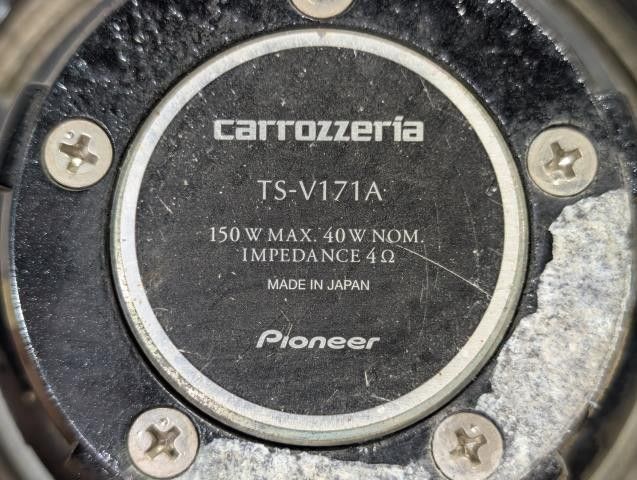 carrozzeria
TS-V171A
150 W MAX. 40 W NOM.
IMPEDANCE 4 Ω
MADE IN JAPAN
Pioneer